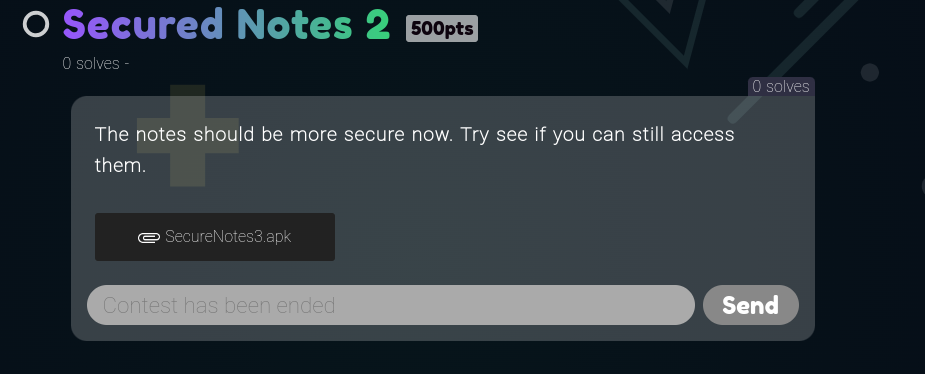 Secured Notes 2 500pts
0 solves -
0 solves
The notes should be more secure now. Try see if you can still access
them.
SecureNotes3.apk
Contest has been ended Send